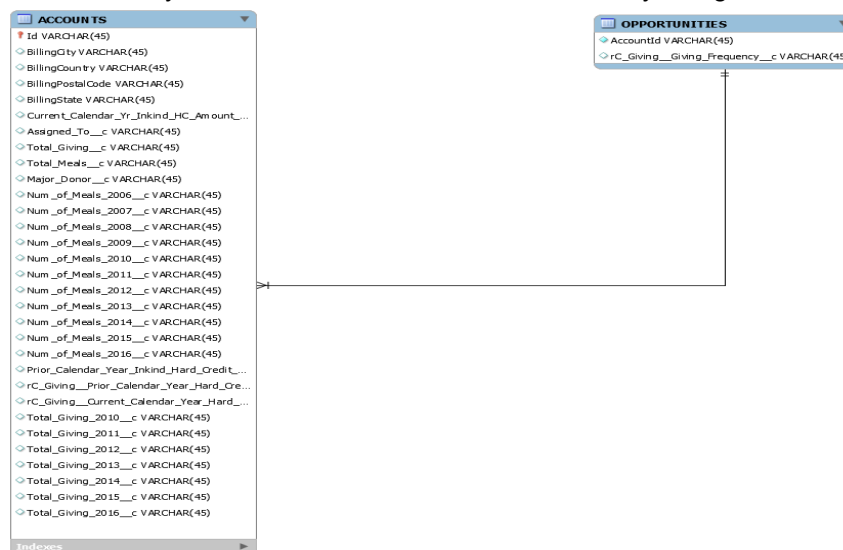 ACCOUNTS
Id VARCHAR(45)
BillingCity VARCHAR(45)
BillingCountry VARCHAR(45)
BillingPostalCode VARCHAR(45)
BillingState VARCHAR(45)
Current_Calendar_Yr_Inkind_HC_Amount_...
Assigned_To__c VARCHAR(45)
Total_Giving__c VARCHAR(45)
Total_Meals__c VARCHAR(45)
Major_Donor__c VARCHAR(45)
Num_of_Meals_2006__c VARCHAR(45)
Num_of_Meals_2007__c VARCHAR(45)
Num_of_Meals_2008__c VARCHAR(45)
Num_of_Meals_2009__c VARCHAR(45)
Num_of_Meals_2010__c VARCHAR(45)
Num_of_Meals_2011__c VARCHAR(45)
Num_of_Meals_2012__c VARCHAR(45)
Num_of_Meals_2013__c VARCHAR(45)
Num_of_Meals_2014__c VARCHAR(45)
Num_of_Meals_2015__c VARCHAR(45)
Num_of_Meals_2016__c VARCHAR(45)
Prior_Calendar_Year_Inkind_Hard_Credit_...
rC_Giving__Prior_Calendar_Year_Hard_Cre...
rC_Giving__Current_Calendar_Year_Hard_...
Total_Giving_2010__c VARCHAR(45)
Total_Giving_2011__c VARCHAR(45)
Total_Giving_2012__c VARCHAR(45)
Total_Giving_2013__c VARCHAR(45)
Total_Giving_2014__c VARCHAR(45)
Total_Giving_2015__c VARCHAR(45)
Total_Giving_2016__c VARCHAR(45)
Indexes
OPPORTUNITIES
AccountId VARCHAR(45)
rC_Giving__Giving_Frequency__c VARCHAR(45